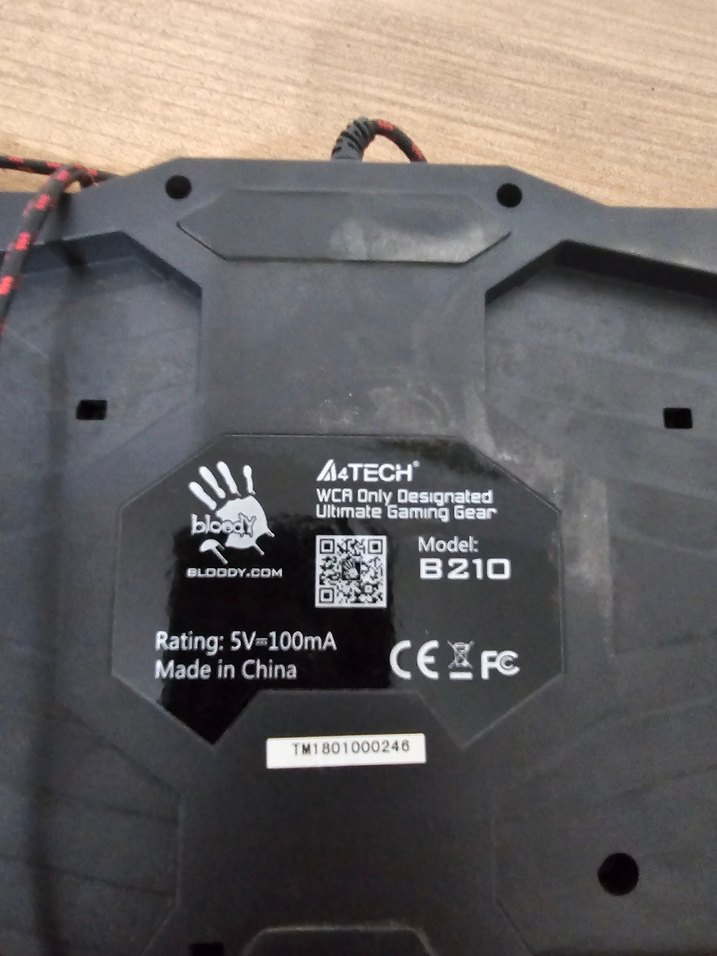 bloody
BLOODY.COM
A4TECH®
WCA Only Designated
Ultimate Gaming Gear
Model:
B210
Rating: 5V⎓100mA
Made in China
CE
FC
TM1801000246